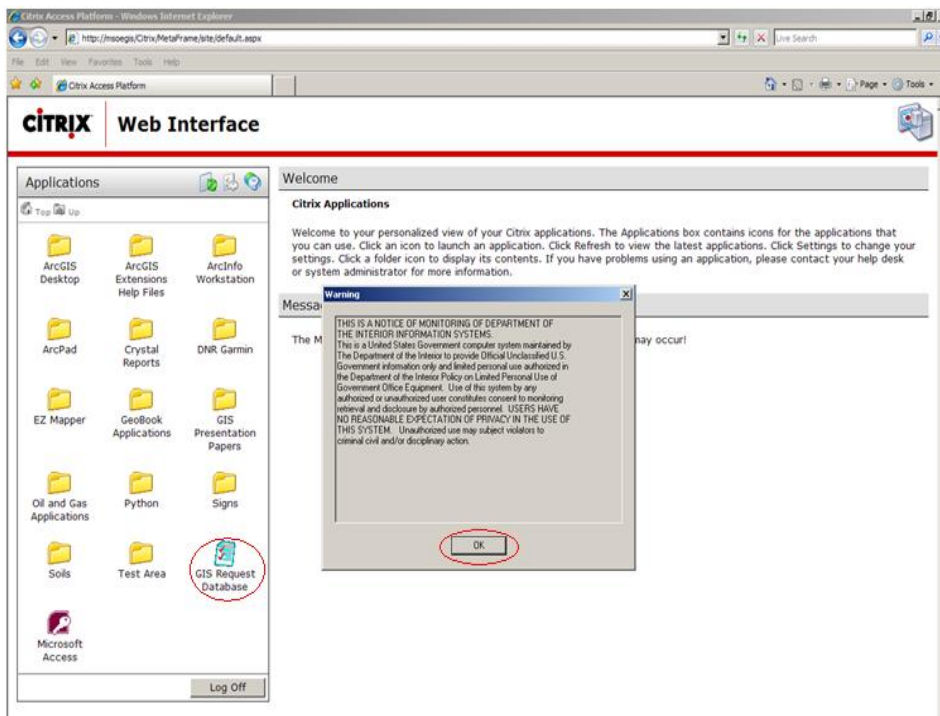 Citrix Access Platform - Windows Internet Explorer
http://msoegis/Citrix/MetaFrame/site/default.aspx
Live Search
File Edit View Favorites Tools Help
Citrix Access Platform
Page Tools
CITRIX Web Interface
Applications
Top Up
ArcGIS Desktop
ArcGIS Extensions Help Files
ArcInfo Workstation
ArcPad
Crystal Reports
DNR Garmin
EZ Mapper
GeoBook Applications
GIS Presentation Papers
Oil and Gas Applications
Python
Signs
Soils
Test Area
GIS Request Database
Microsoft Access
Log Off
Welcome
Citrix Applications
Welcome to your personalized view of your Citrix applications. The Applications box contains icons for the applications that
you can use. Click an icon to launch an application. Click Refresh to view the latest applications. Click Settings to change your
settings. Click a folder icon to display its contents. If you have problems using an application, please contact your help desk
or system administrator for more information.
Messa
The M
may occur!
Warning
THIS IS A NOTICE OF MONITORING OF DEPARTMENT OF
THE INTERIOR INFORMATION SYSTEMS.
This is a United States Government computer system maintained by
The Department of the Interior to provide Official Unclassified U.S.
Government information only and limited personal use authorized in
the Department of the Interior Policy on Limited Personal Use of
Government Office Equipment. Use of this system by any
authorized or unauthorized user constitutes consent to monitoring
retrieval and disclosure by authorized personnel. USERS HAVE
NO REASONABLE EXPECTATION OF PRIVACY IN THE USE OF
THIS SYSTEM. Unauthorized use may subject violators to
criminal civil and/or disciplinary action.
OK